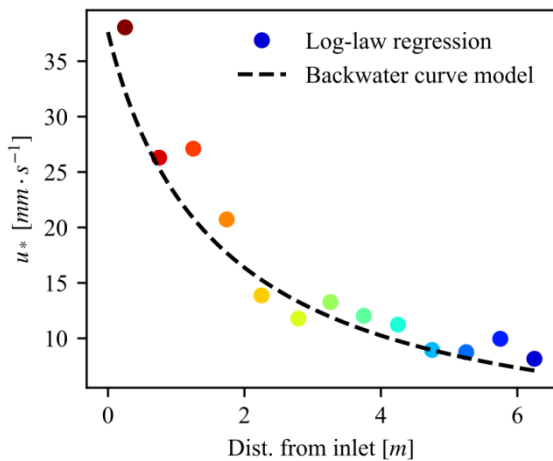 Log-law regression
Backwater curve model
35
30
25
20
15
10
u* [mm · s⁻¹]
0
2
4
6
Dist. from inlet [m]